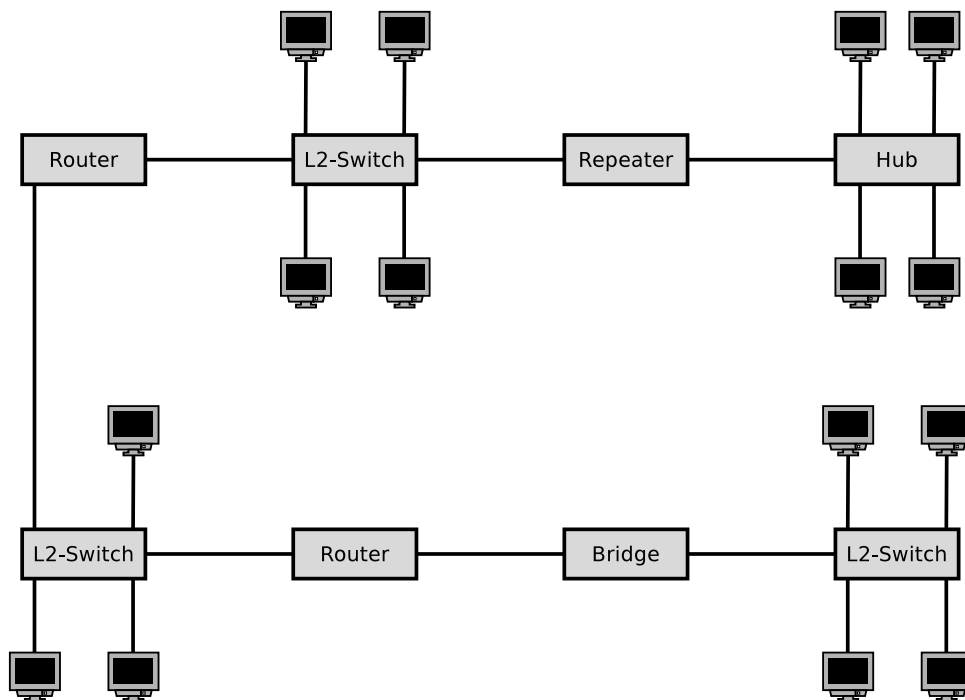 Router
L2-Switch
Repeater
Hub
L2-Switch
Router
Bridge
L2-Switch